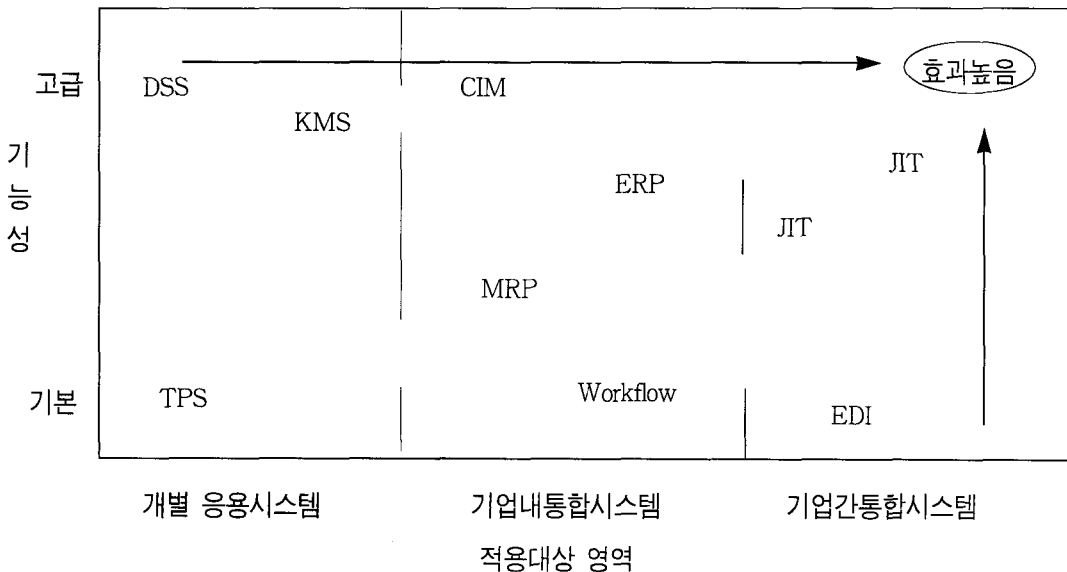 고급
기
능
성
기본
DSS
KMS
CIM
효과높음
JIT
ERP
JIT
MRP
TPS
Workflow
EDI
개별 응용시스템
기업내통합시스템
기업간통합시스템
적용대상 영역